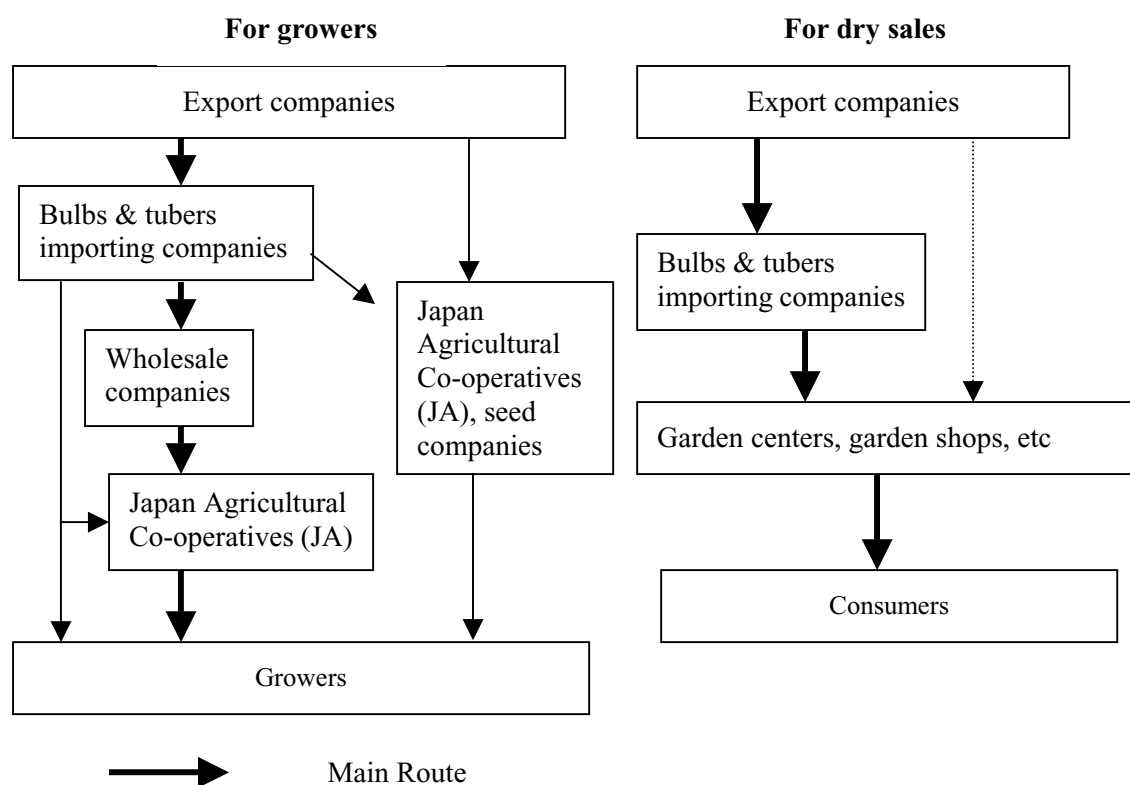 For growers
Export companies
Bulbs & tubers
importing companies
Wholesale
companies
Japan Agricultural
Co-operatives (JA)
Japan
Agricultural
Co-operatives
(JA), seed
companies
Growers
For dry sales
Export companies
Bulbs & tubers
importing companies
Garden centers, garden shops, etc
Consumers
Main Route